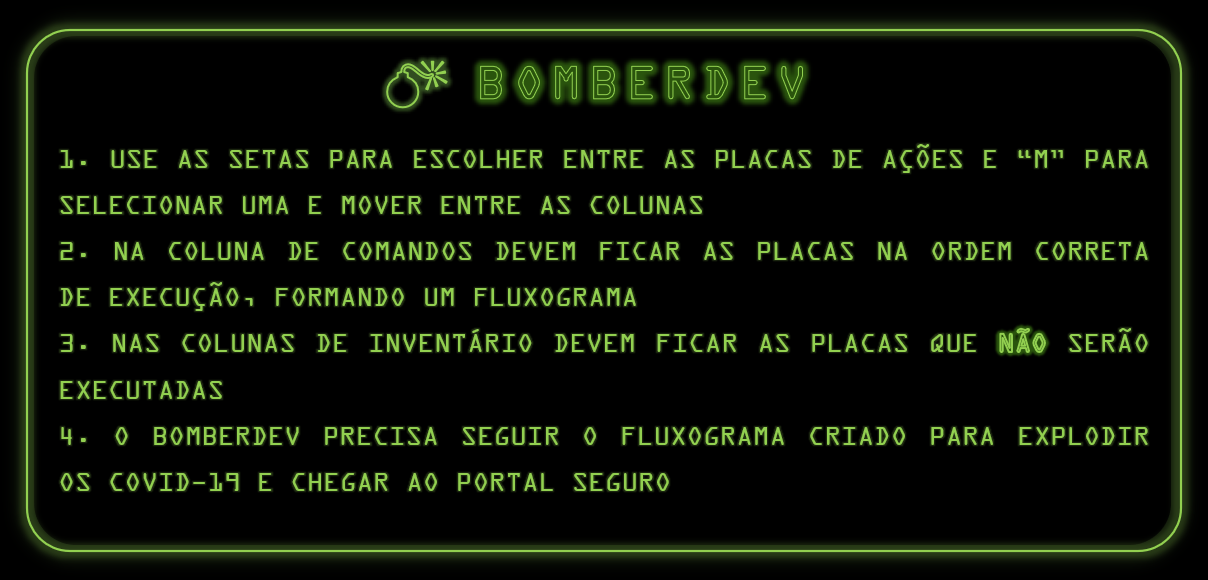 BOMBERDEV
1. USE AS SETAS PARA ESCOLHER ENTRE AS PLACAS DE AÇÕES E “M” PARA
SELECIONAR UMA E MOVER ENTRE AS COLUNAS
2. NA COLUNA DE COMANDOS DEVEM FICAR AS PLACAS NA ORDEM CORRETA
DE EXECUÇÃO, FORMANDO UM FLUXOGRAMA
3. NAS COLUNAS DE INVENTÁRIO DEVEM FICAR AS PLACAS QUE NÃO SERÃO
EXECUTADAS
4. O BOMBERDEV PRECISA SEGUIR O FLUXOGRAMA CRIADO PARA EXPLODIR
OS COVID-19 E CHEGAR AO PORTAL SEGURO